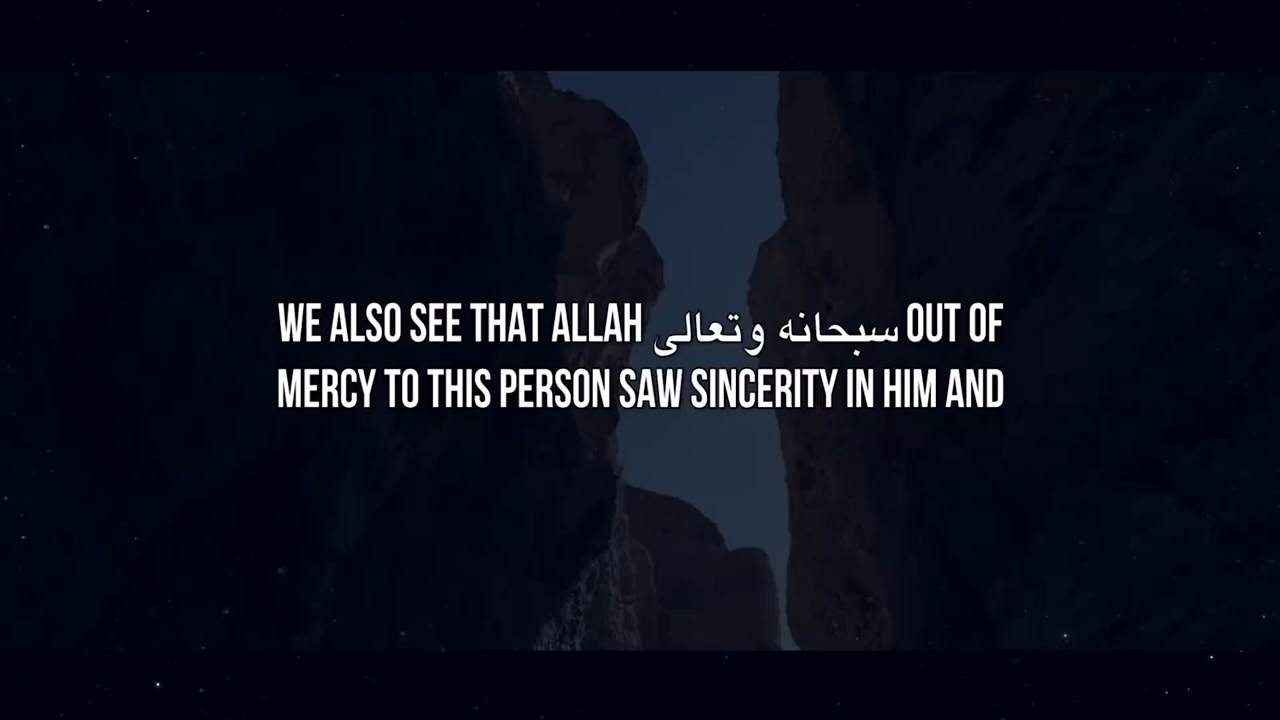 WE ALSO SEE THAT ALLAH سبحانه وتعالى OUT OF
MERCY TO THIS PERSON SAW SINCERITY IN HIM AND